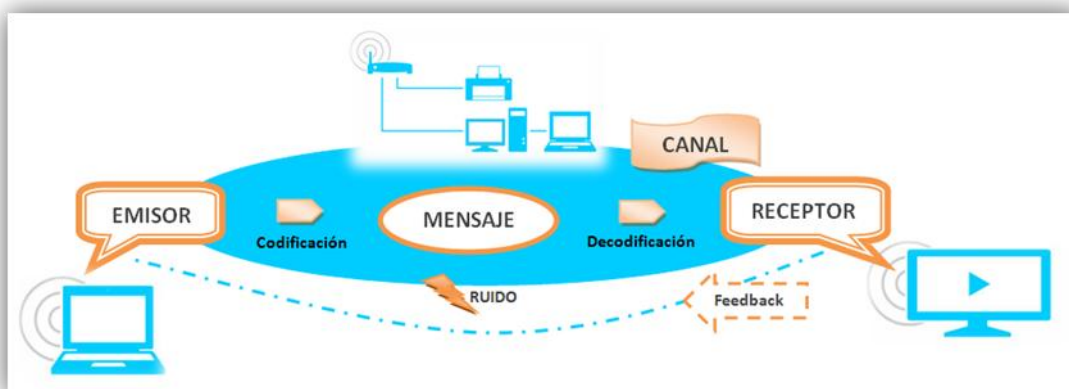 CANAL
EMISOR
MENSAJE
RECEPTOR
Codificación
Decodificación
RUIDO
Feedback